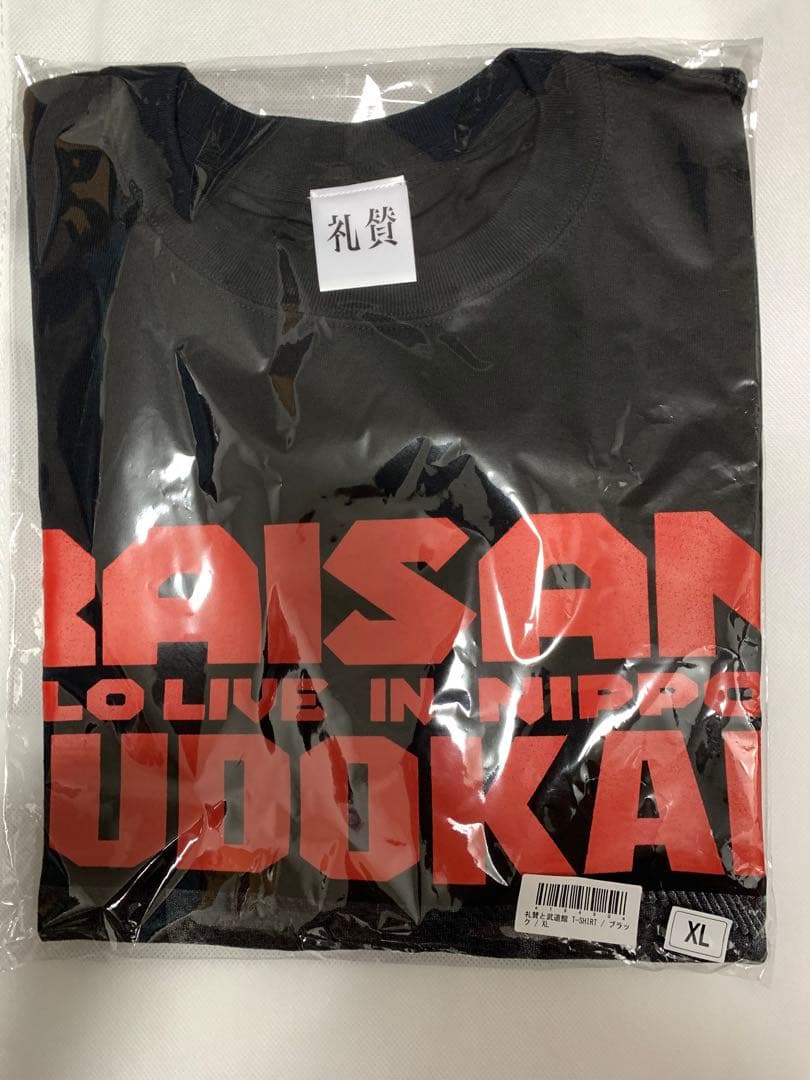 礼賛
RAISAN
LO LIVE IN NIPPO
UDOKAN
礼賛と武道館 T-SHIRT / ブラッ
ク / XL
XL